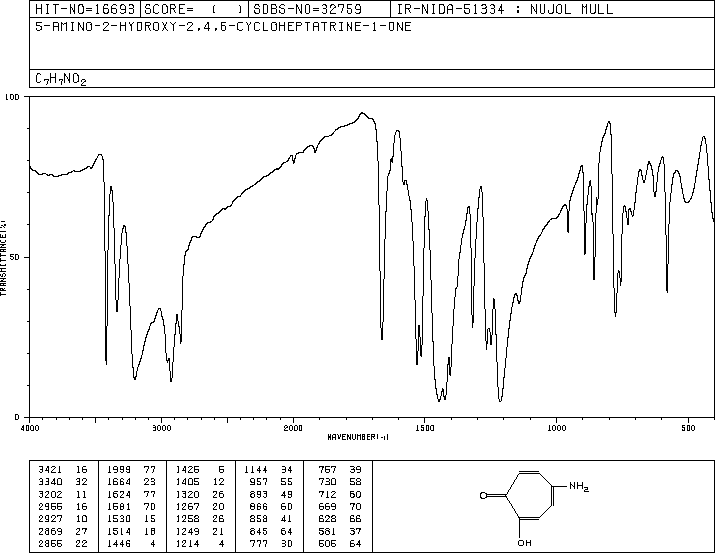 HIT-NO=16693 SCORE= ( ) SDBS-NO=32759 IR-NIDA-51334 : NUJOL MULL
5-AMINO-2-HYDROXY-2,4,6-CYCLOHEPTATRINE-1-ONE
C7H7NO2
100
50
0
TRANSMITTANCE(%)
4000 3000 2000 1500 1000 500
WAVENUMBER(-1)
3421 16 1999 77 1426 5 1144 34 757 39
3340 32 1664 23 1405 12 957 55 730 58
3202 11 1624 77 1320 26 893 49 712 60
2955 16 1581 70 1267 20 866 60 669 70
2927 10 1530 15 1258 26 858 41 628 66
2869 27 1514 18 1249 21 845 64 581 37
2855 22 1446 4 1214 4 777 30 505 64
O
NH2
OH